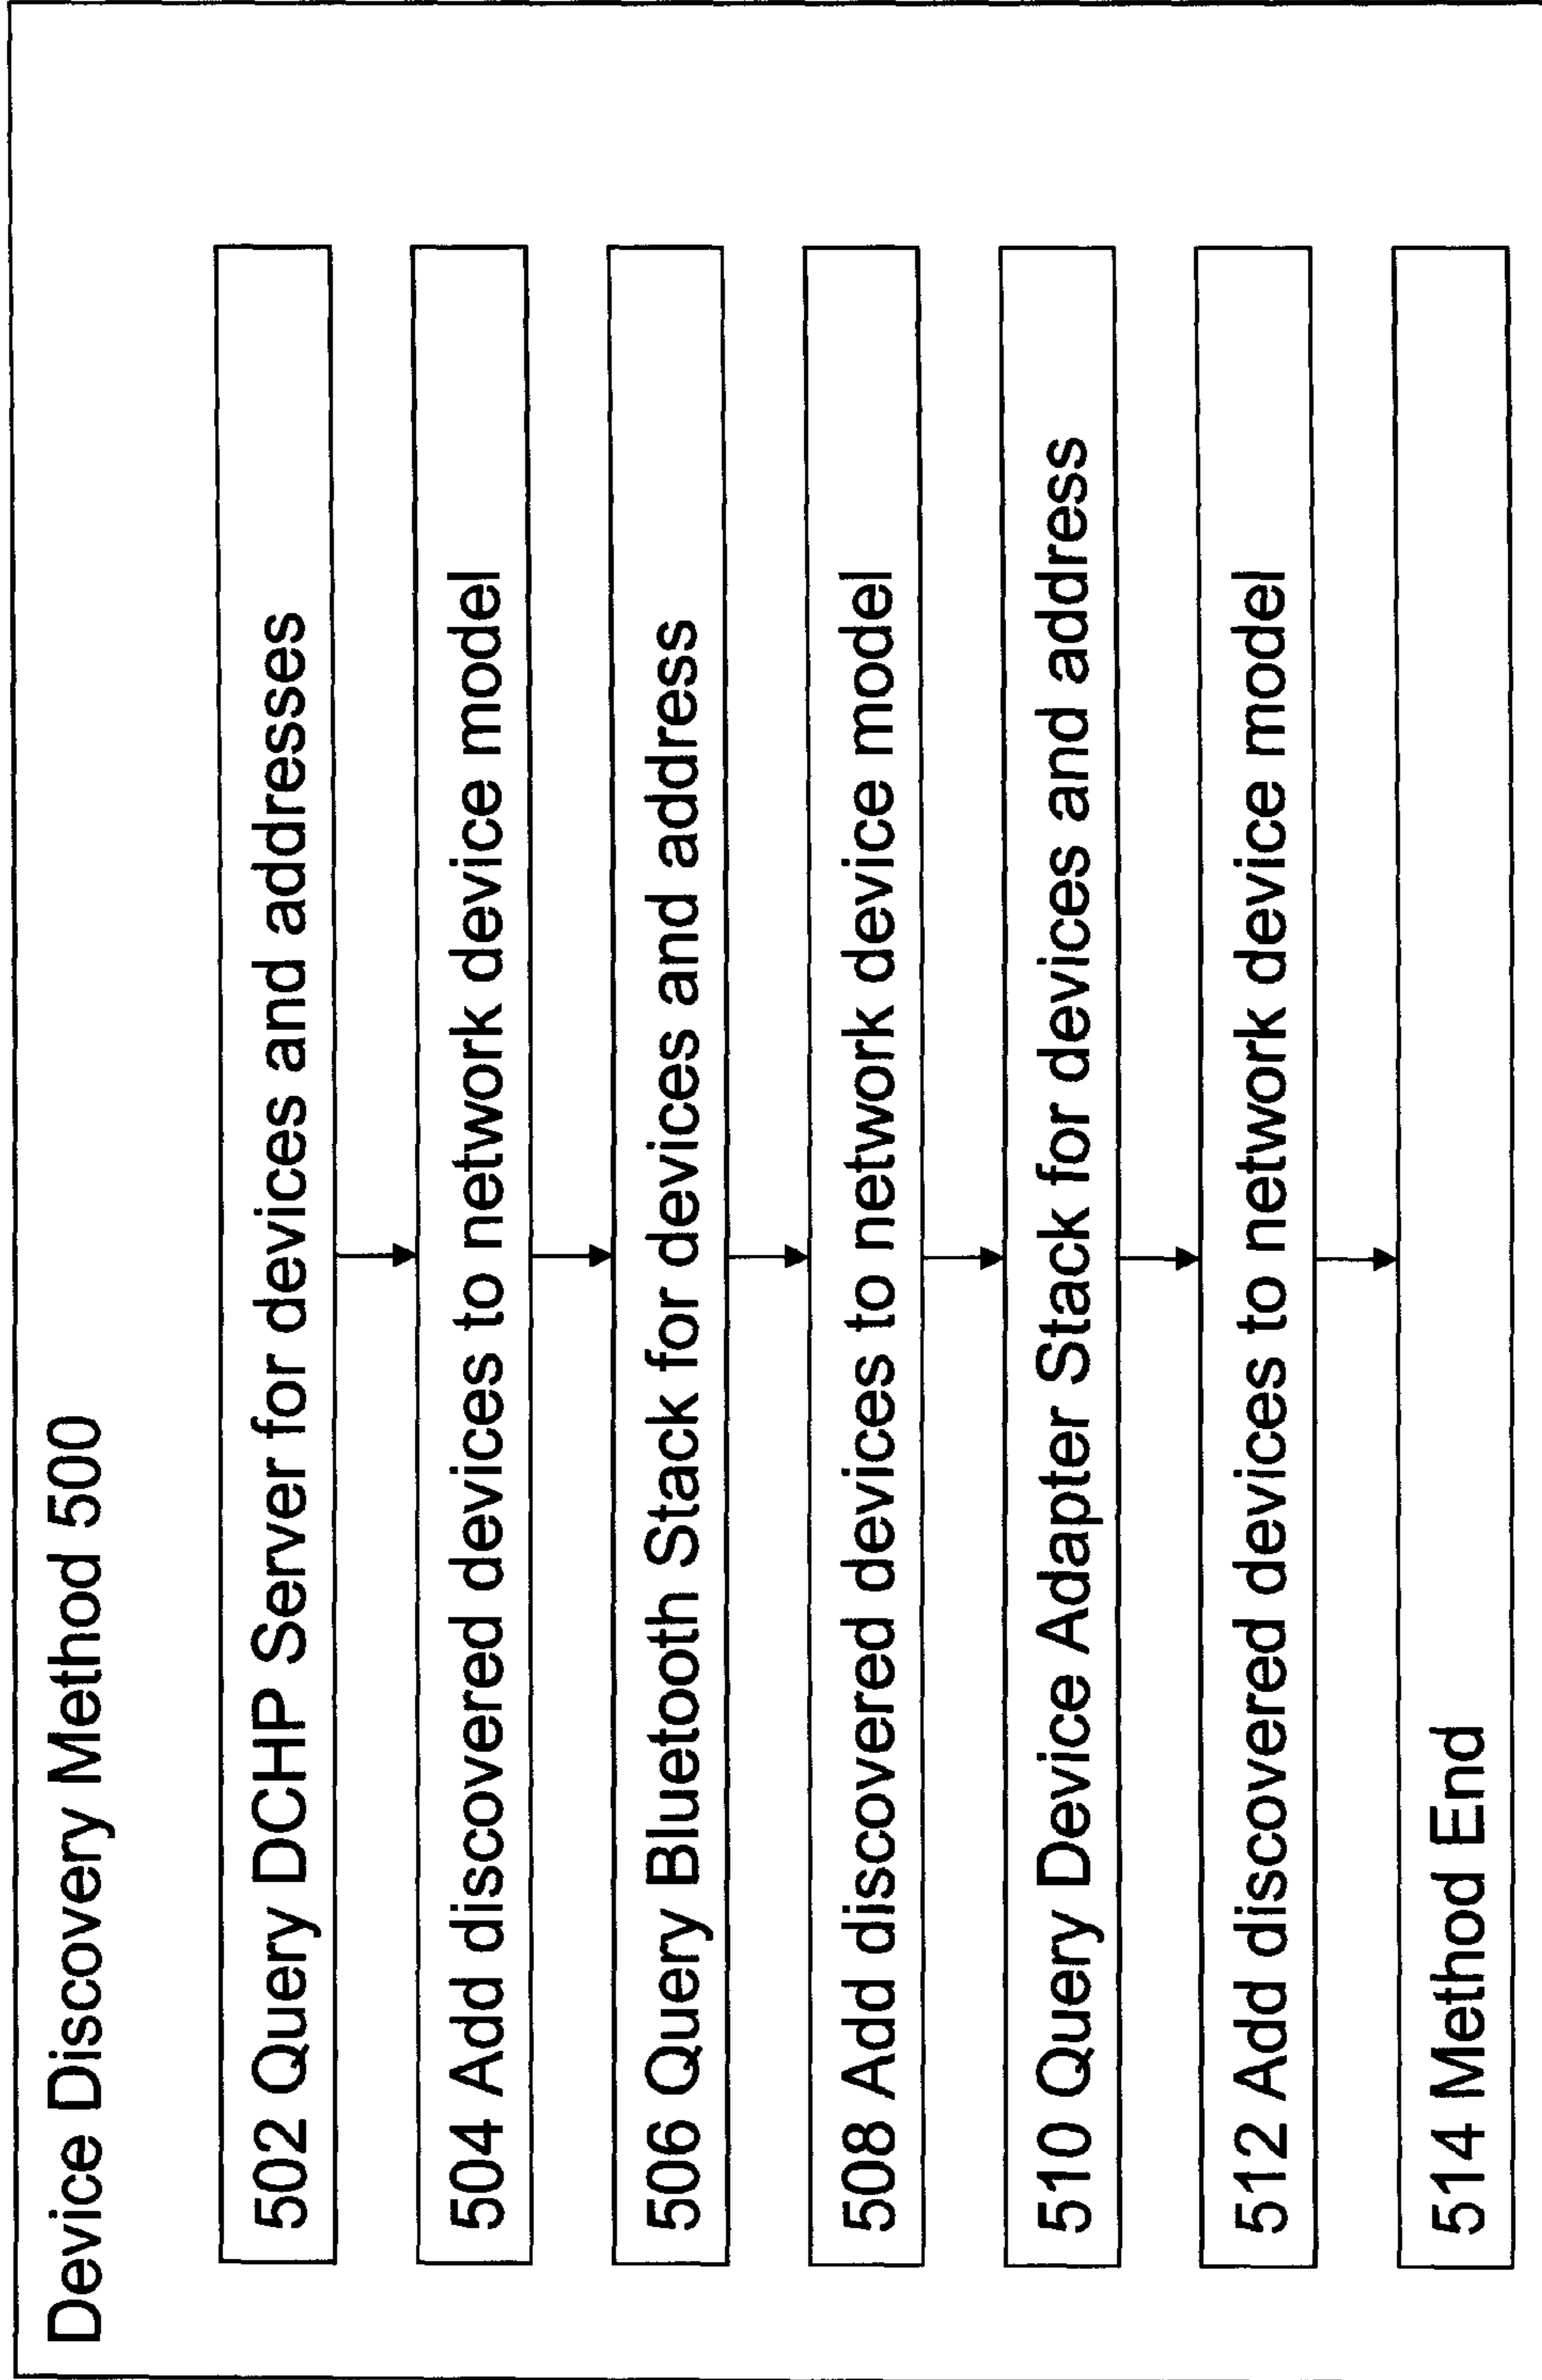 Device Discovery Method 500
502 Query DCHP Server for devices and addresses
504 Add discovered devices to network device model
506 Query Bluetooth Stack for devices and address
508 Add discovered devices to network device model
510 Query Device Adapter Stack for devices and address
512 Add discovered devices to network device model
514 Method End